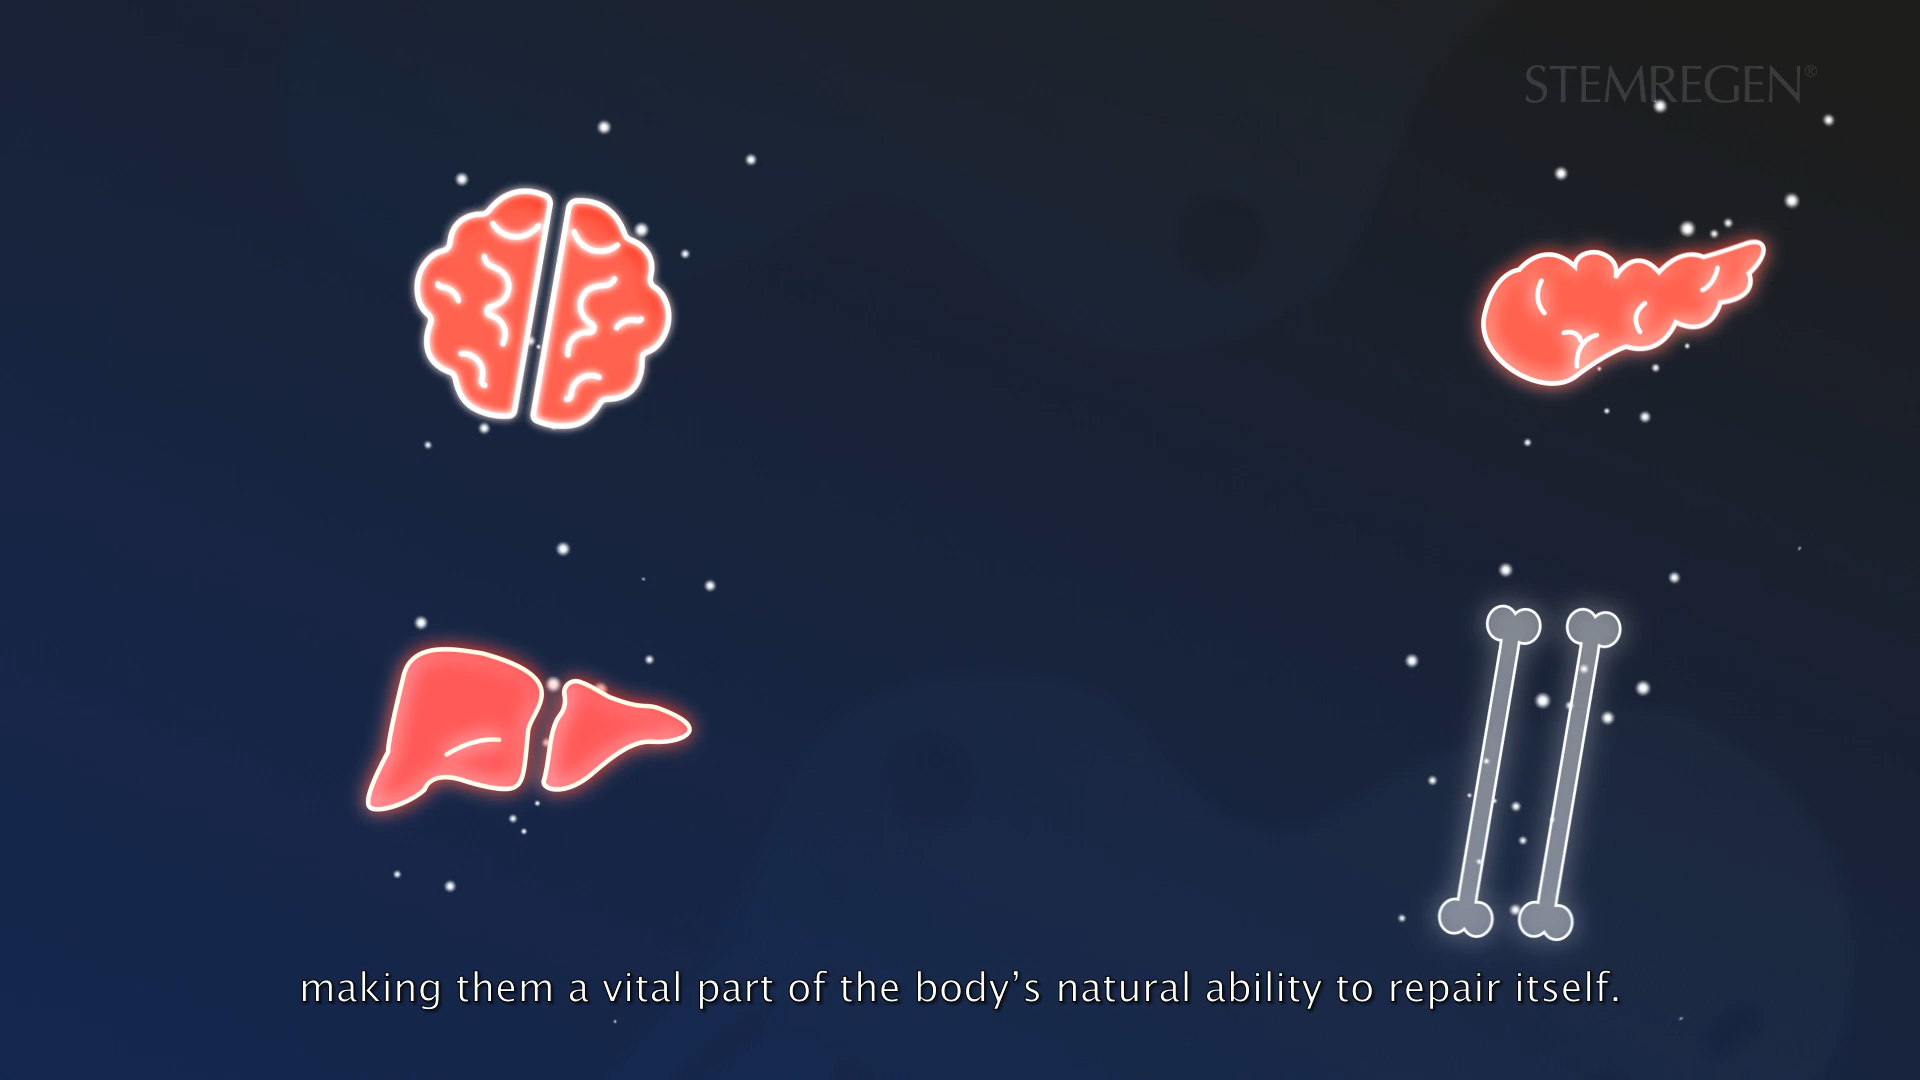 STEMREGEN®
making them a vital part of the body’s natural ability to repair itself.